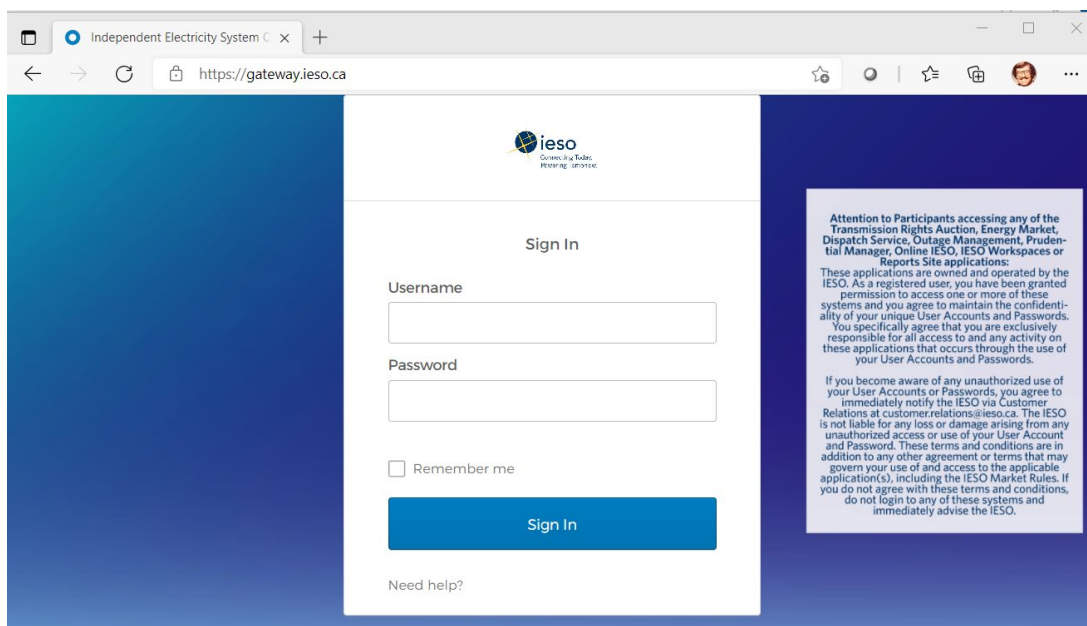 Independent Electricity System C
https://gateway.ieso.ca
ieso
Connecting Today.
Powering Tomorrow.
Sign In
Username
Password
Remember me
Sign In
Need help?
Attention to Participants accessing any of the
Transmission Rights Auction, Energy Market,
Dispatch Service, Outage Management, Pruden-
tial Manager, Online IESO, IESO Workspaces or
Reports Site applications:
These applications are owned and operated by the
IESO. As a registered user, you have been granted
permission to access one or more of these
systems and you agree to maintain the confidenti-
ality of your unique User Accounts and Passwords.
You specifically agree that you are exclusively
responsible for all access to and any activity on
these applications that occurs through the use of
your User Accounts and Passwords.
If you become aware of any unauthorized use of
your User Accounts or Passwords, you agree to
immediately notify the IESO via Customer
Relations at customer.relations@ieso.ca. The IESO
is not liable for any loss or damage arising from any
unauthorized access or use of your User Account
and Password. These terms and conditions are in
addition to any other agreement or terms that may
govern your use of and access to the applicable
application(s), including the IESO Market Rules. If
you do not agree with these terms and conditions,
do not login to any of these systems and
immediately advise the IESO.